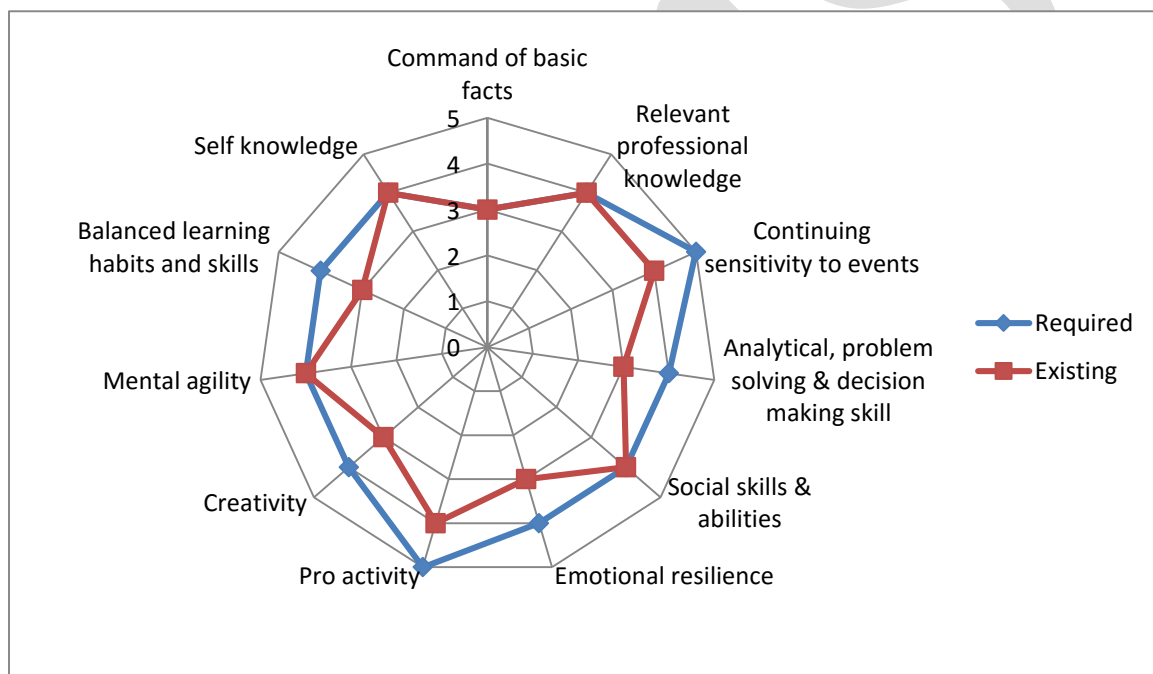 Command of basic
facts
Relevant
professional
knowledge
Continuing
sensitivity to events
Analytical, problem
solving & decision
making skill
Social skills &
abilities
Emotional resilience
Pro activity
Creativity
Mental agility
Balanced learning
habits and skills
Self knowledge
5
4
3
2
1
0
Required
Existing